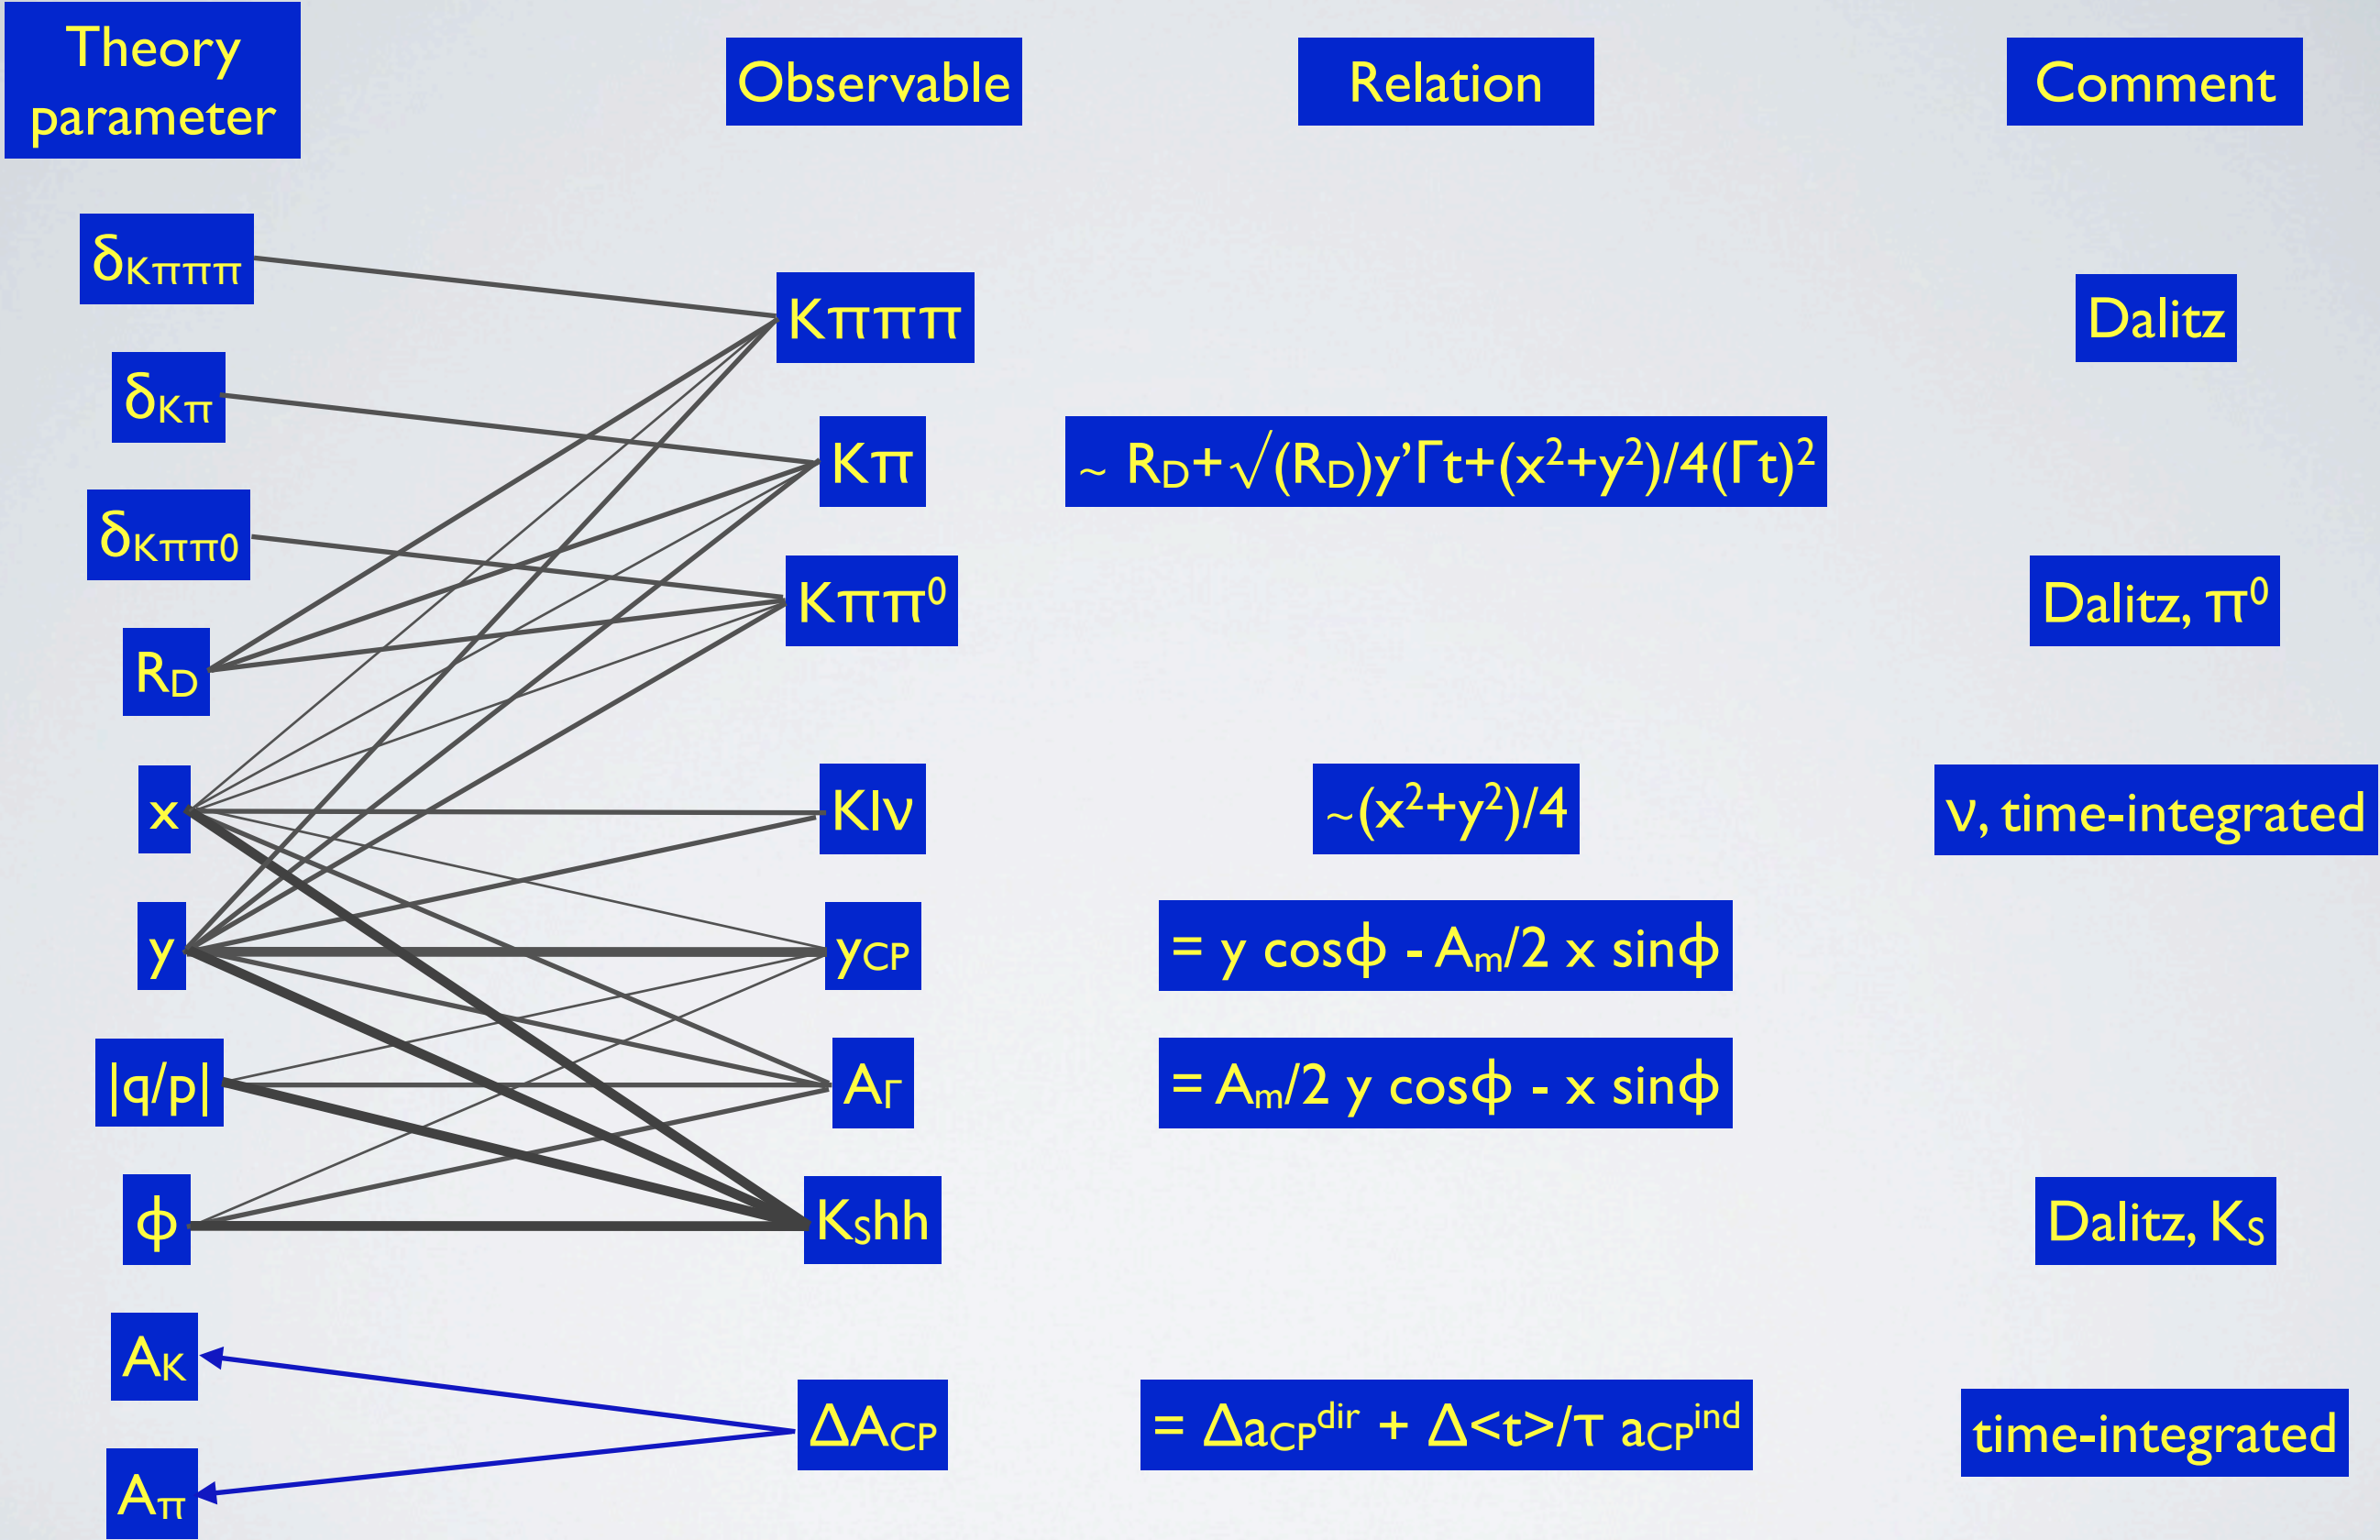 Theory
parameter
Observable
Relation
Comment
δKπππ
Kπππ
Dalitz
δKπ
Kπ
~ RD+√(RD)y’Γt+(x²+y²)/4(Γt)²
δKππ0
Kππ⁰
Dalitz, π⁰
RD
x
Klν
~(x²+y²)/4
ν, time-integrated
y
yCP
= y cosϕ - Am/2 x sinϕ
|q/p|
AΓ
= Am/2 y cosϕ - x sinϕ
ϕ
KShh
Dalitz, KS
AK
ΔACP
= ΔaCPdir + Δ<t>/τ aCPind
time-integrated
Aπ